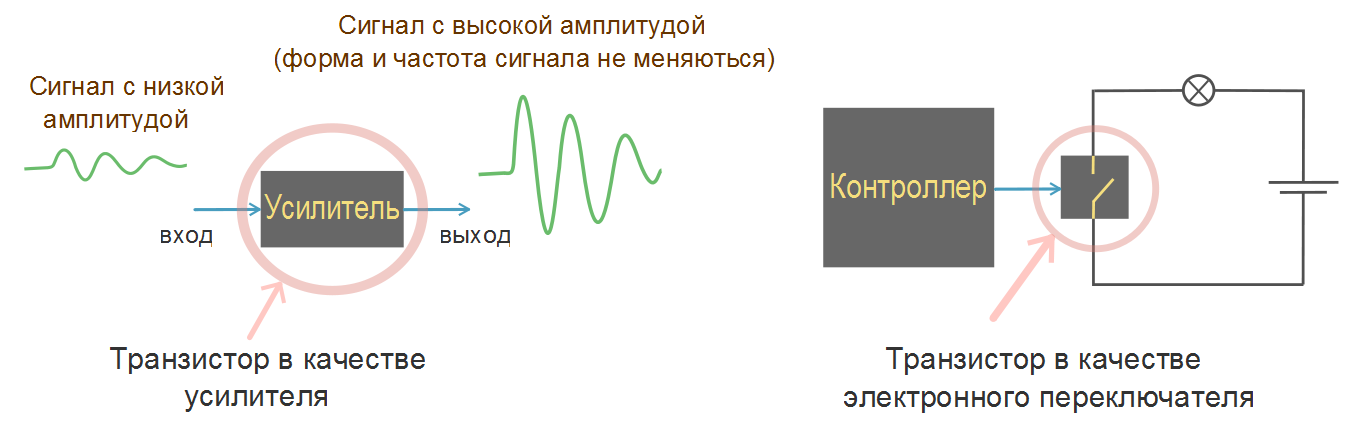 Сигнал с высокой амплитудой
(форма и частота сигнала не меняються)
Сигнал с низкой
амплитудой
Усилитель
вход
выход
Транзистор в качестве
усилителя
Контроллер
Транзистор в качестве
электронного переключателя